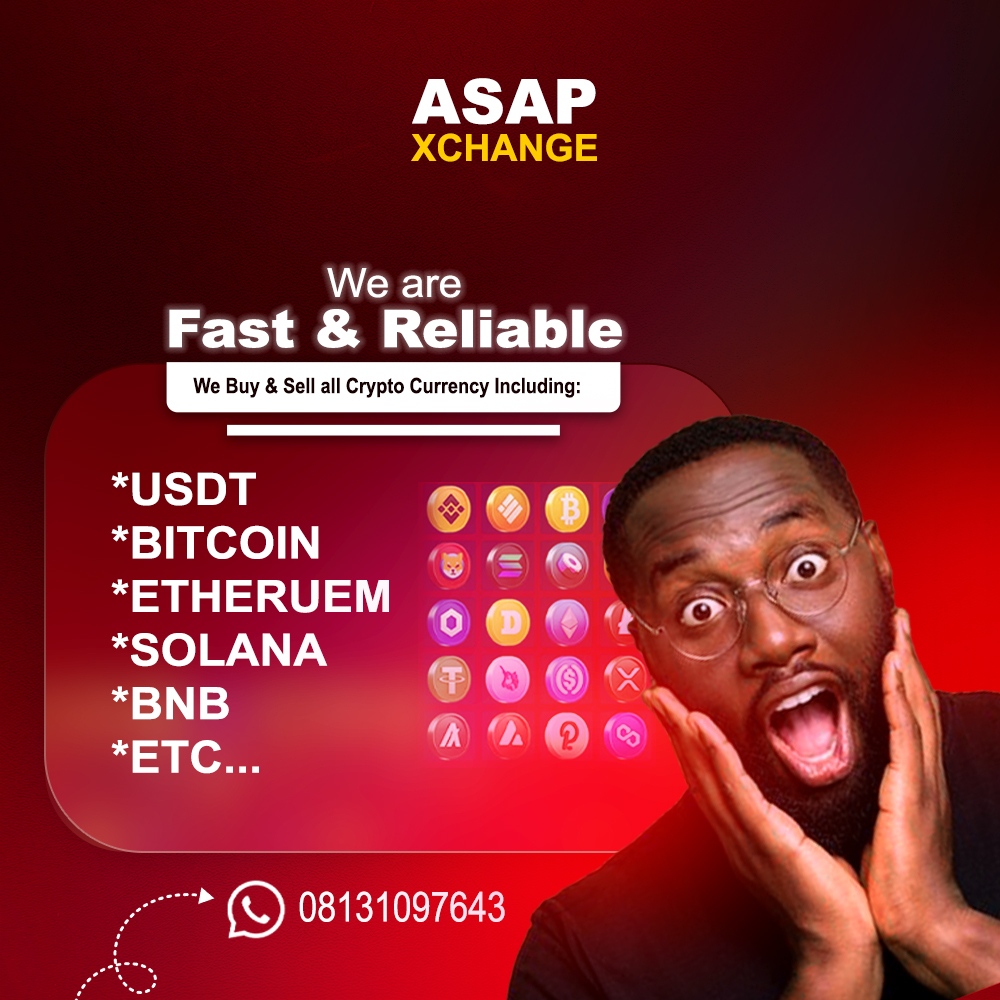 ASAP
XCHANGE
We are
Fast & Reliable
We Buy & Sell all Crypto Currency Including:
*USDT
*BITCOIN
*ETHERUEM
*SOLANA
*BNB
*ETC...
08131097643